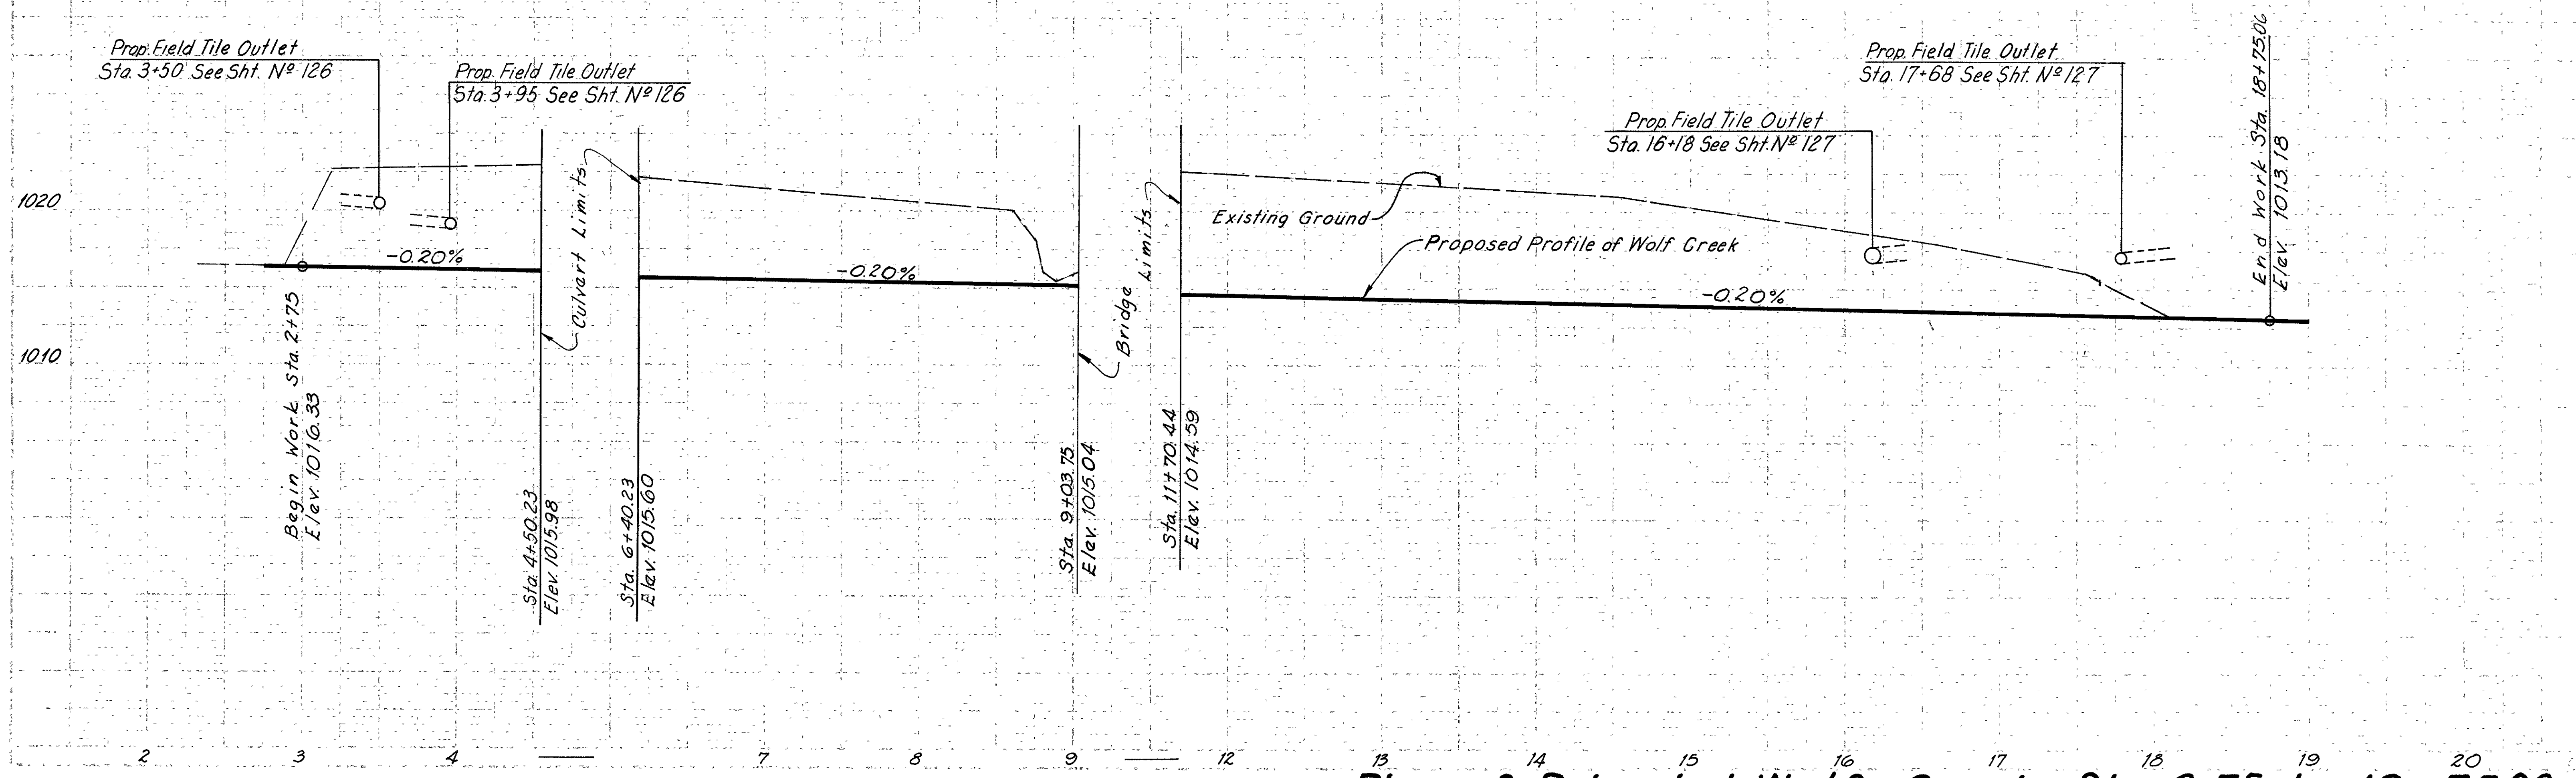 Prop. Field Tile Outlet
Sta. 3+50 See Sht. Nº 126
Prop. Field Tile Outlet
Sta. 3+95 See Sht. Nº 126
Prop. Field Tile Outlet
Sta. 16+18 See Sht. Nº 127
Prop. Field Tile Outlet
Sta. 17+68 See Sht. Nº 127
End Work Sta. 18+75.06
Elev. 1013.18
1020
1010
-0.20%
-0.20%
-0.20%
Culvert Limits
Bridge Limits
Existing Ground
Proposed Profile of Wolf Creek
Begin Work Sta. 2+75
Elev. 1016.33
Sta. 4+50.23
Elev. 1015.98
Sta. 6+40.23
Elev. 1015.60
Sta. 9+03.75
Elev. 1015.04
Sta. 11+70.44
Elev. 1014.59
2 3 4 7 8 9 12 13 14 15 16 17 18 19 20